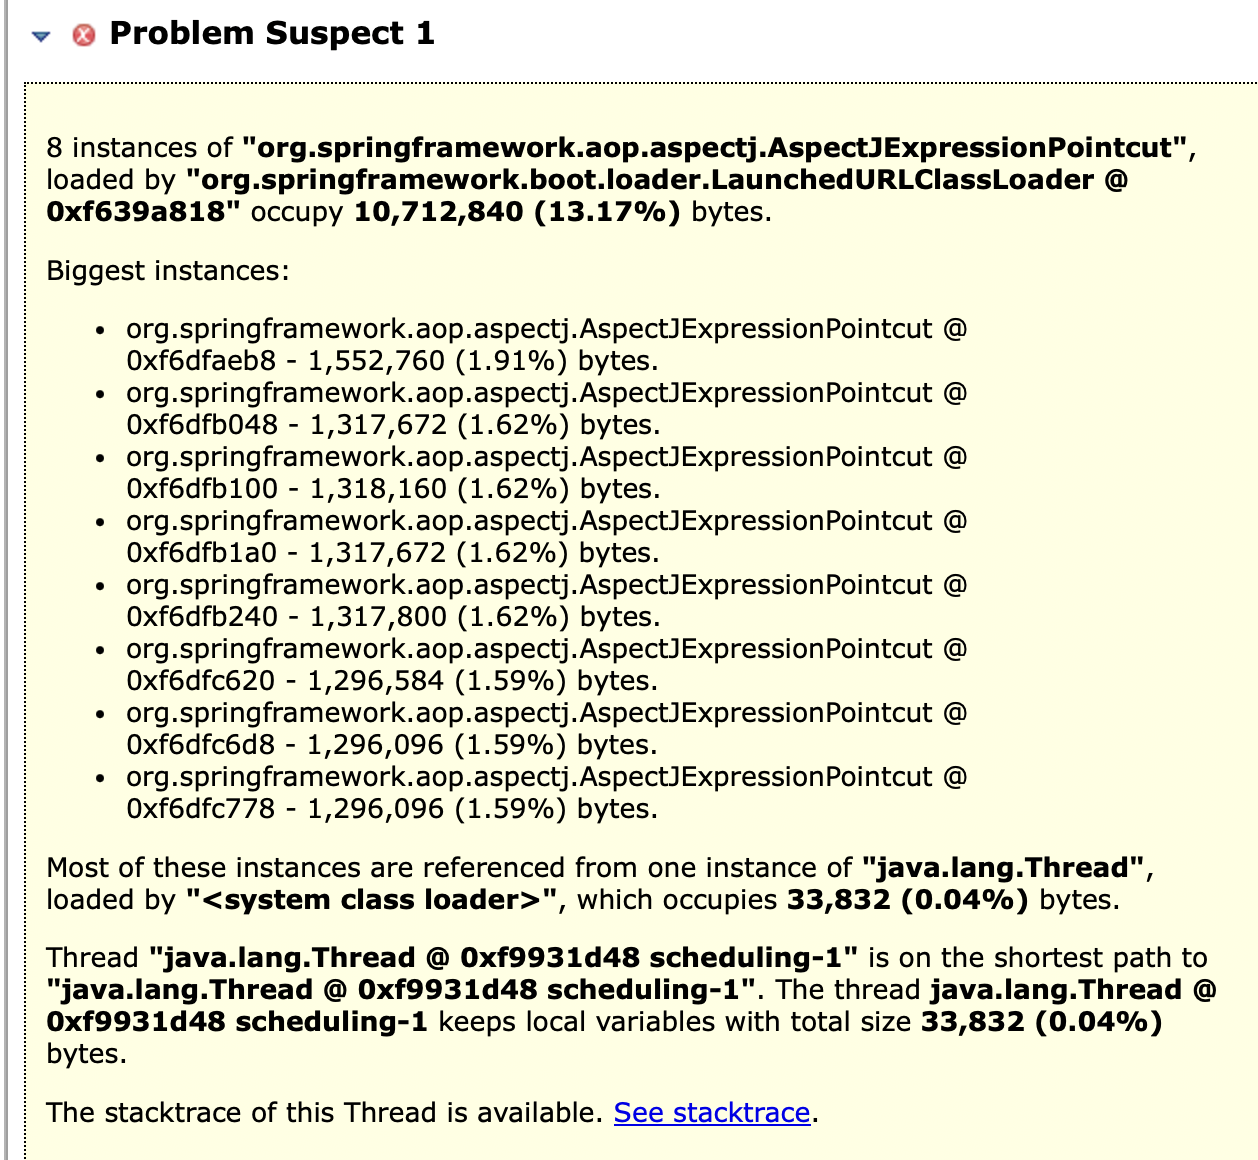 Problem Suspect 1
8 instances of "org.springframework.aop.aspectj.AspectJExpressionPointcut",
loaded by "org.springframework.boot.loader.LaunchedURLClassLoader @
0xf639a818" occupy 10,712,840 (13.17%) bytes.
Biggest instances:
• org.springframework.aop.aspectj.AspectJExpressionPointcut @
0xf6dfaeb8 - 1,552,760 (1.91%) bytes.
• org.springframework.aop.aspectj.AspectJExpressionPointcut @
0xf6dfb048 - 1,317,672 (1.62%) bytes.
• org.springframework.aop.aspectj.AspectJExpressionPointcut @
0xf6dfb100 - 1,318,160 (1.62%) bytes.
• org.springframework.aop.aspectj.AspectJExpressionPointcut @
0xf6dfb1a0 - 1,317,672 (1.62%) bytes.
• org.springframework.aop.aspectj.AspectJExpressionPointcut @
0xf6dfb240 - 1,317,800 (1.62%) bytes.
• org.springframework.aop.aspectj.AspectJExpressionPointcut @
0xf6dfc620 - 1,296,584 (1.59%) bytes.
• org.springframework.aop.aspectj.AspectJExpressionPointcut @
0xf6dfc6d8 - 1,296,096 (1.59%) bytes.
• org.springframework.aop.aspectj.AspectJExpressionPointcut @
0xf6dfc778 - 1,296,096 (1.59%) bytes.
Most of these instances are referenced from one instance of "java.lang.Thread",
loaded by "<system class loader>", which occupies 33,832 (0.04%) bytes.
Thread "java.lang.Thread @ 0xf9931d48 scheduling-1" is on the shortest path to
"java.lang.Thread @ 0xf9931d48 scheduling-1". The thread java.lang.Thread @
0xf9931d48 scheduling-1 keeps local variables with total size 33,832 (0.04%)
bytes.
The stacktrace of this Thread is available. See stacktrace.